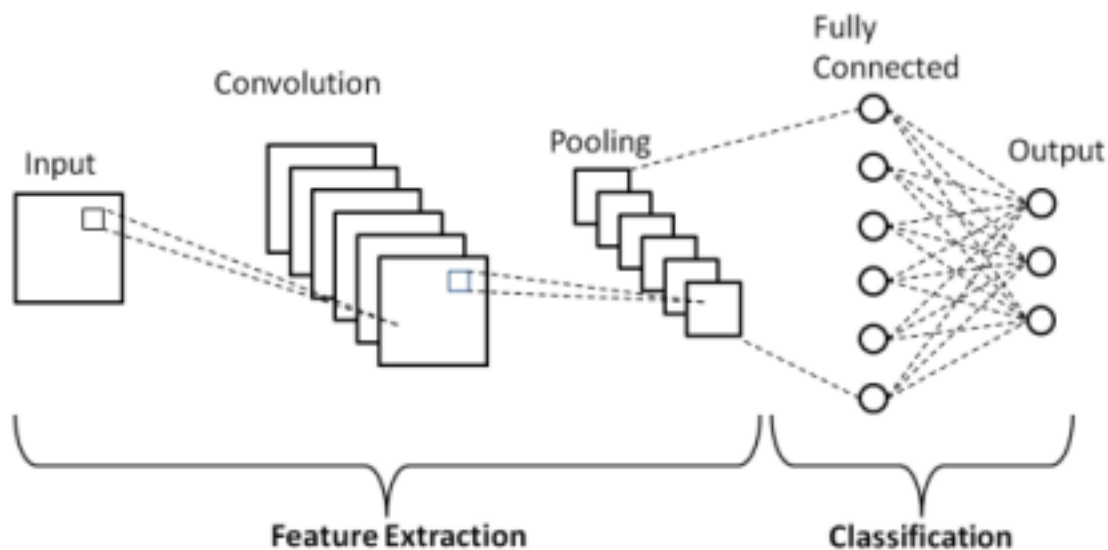 Input
Convolution
Pooling
Fully
Connected
Output
Feature Extraction
Classification